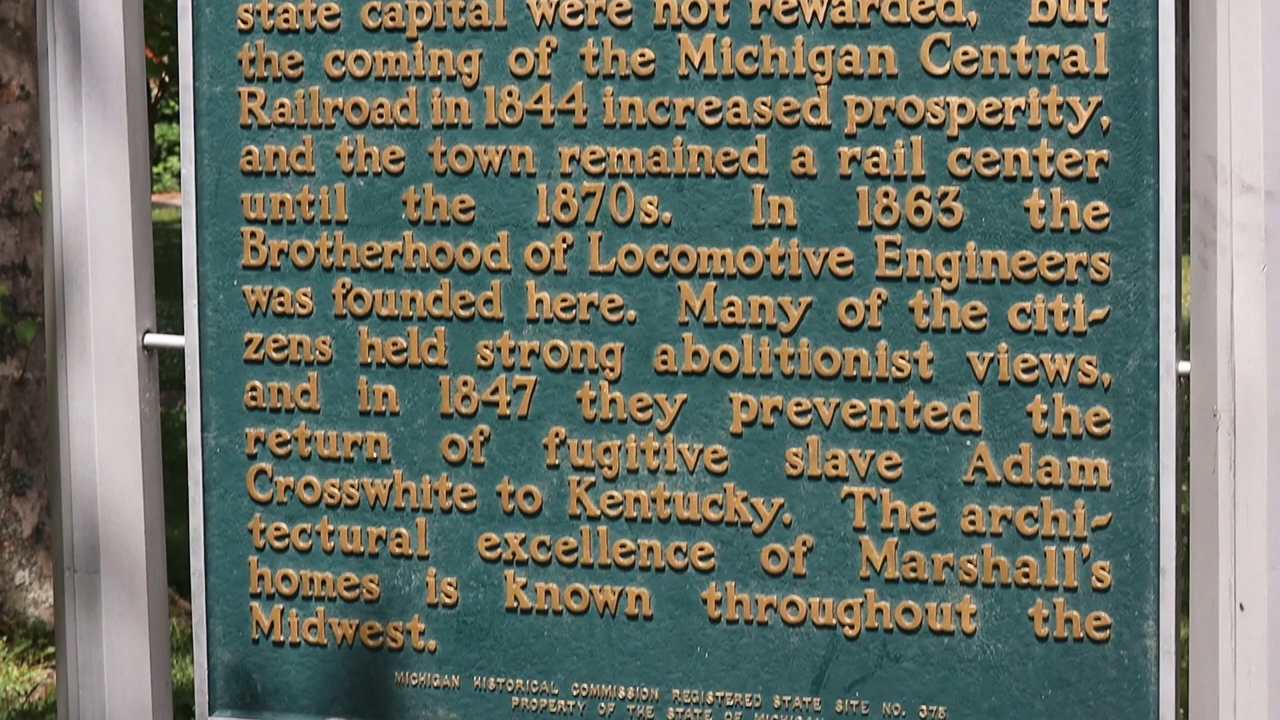 state capital were not rewarded, but
the coming of the Michigan Central
Railroad in 1844 increased prosperity,
and the town remained a rail center
until the 1870s. In 1863 the
Brotherhood of Locomotive Engineers
was founded here. Many of the citi-
zens held strong abolitionist views,
and in 1847 they prevented the
return of fugitive slave Adam
Crosswhite to Kentucky. The archi-
tectural excellence of Marshall's
homes is known throughout the
Midwest.
MICHIGAN HISTORICAL COMMISSION REGISTERED STATE SITE NO. 375
PROPERTY OF THE STATE OF MICHIGAN